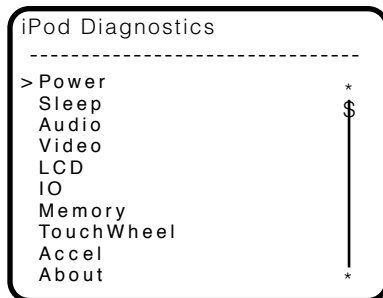 iPod Diagnostics
--------------------------------
>Power *
Sleep $
Audio
Video
LCD
IO
Memory
TouchWheel
Accel
About *